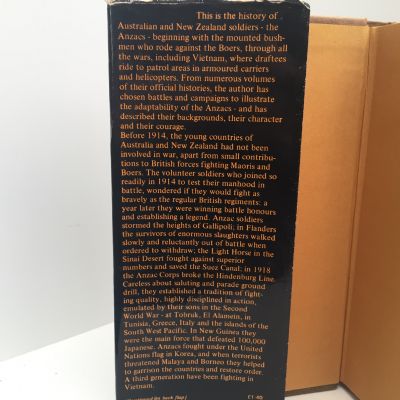 This is the history of
Australian and New Zealand soldiers - the
Anzacs - beginning with the mounted bush-
men who rode against the Boers, through all
the wars, including Vietnam, where draftees
ride to patrol areas in armoured carriers
and helicopters. From numerous volumes
of their official histories, the author has
chosen battles and campaigns to illustrate
the adaptability of the Anzacs - and has
described their backgrounds, their character
and their courage.
Before 1914, the young countries of
Australia and New Zealand had not been
involved in war, apart from small contribu-
tions to British forces fighting Maoris and
Boers. The volunteer soldiers who joined so
readily in 1914 to test their manhood in
battle, wondered if they would fight as
bravely as the regular British regiments: a
year later they were winning battle honours
and establishing a legend. Anzac soldiers
stormed the heights of Gallipoli; in Flanders
the survivors of enormous slaughters walked
slowly and reluctantly out of battle when
ordered to withdraw; the Light Horse in the
Sinai Desert fought against superior
numbers and saved the Suez Canal; in 1918
the Anzac Corps broke the Hindenburg Line.
Careless about saluting and parade ground
drill, they established a tradition of fight-
ing quality, highly disciplined in action,
emulated by their sons in the Second
World War - at Tobruk, El Alamein, in
Tunisia, Greece, Italy and the islands of the
South West Pacific. In New Guinea they
were the main force that defeated 100,000
Japanese. Anzacs fought under the United
Nations flag in Korea, and when terrorists
threatened Malaya and Borneo they helped
to garrison the countries and restore order.
A third generation have been fighting in
Vietnam.
back flap)